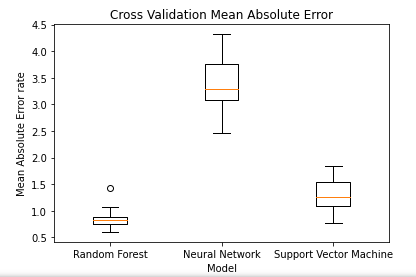 Cross Validation Mean Absolute Error
Mean Absolute Error rate
4.5
4.0
3.5
3.0
2.5
2.0
1.5
1.0
0.5
Random Forest Neural Network Support Vector Machine
Model